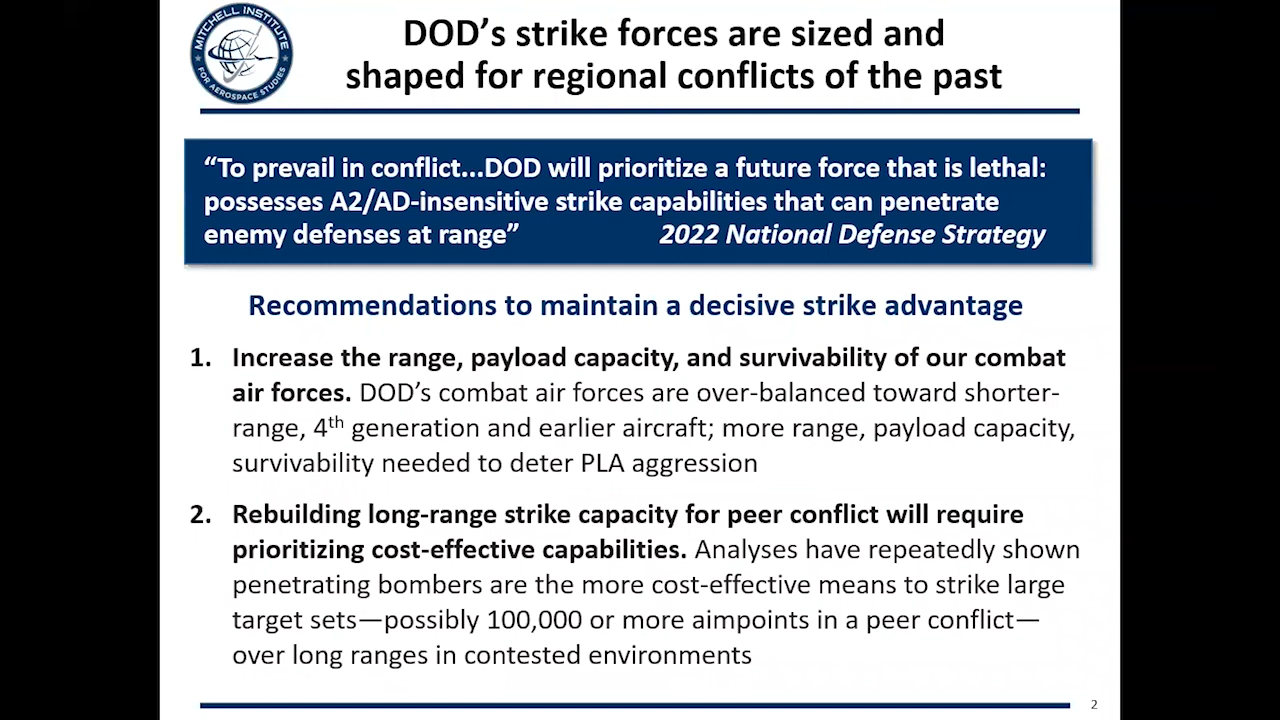 MITCHELL INSTITUTE
FOR AEROSPACE STUDIES
DOD’s strike forces are sized and
shaped for regional conflicts of the past
“To prevail in conflict...DOD will prioritize a future force that is lethal:
possesses A2/AD-insensitive strike capabilities that can penetrate
enemy defenses at range” 2022 National Defense Strategy
Recommendations to maintain a decisive strike advantage
1. Increase the range, payload capacity, and survivability of our combat
air forces. DOD’s combat air forces are over-balanced toward shorter-
range, 4th generation and earlier aircraft; more range, payload capacity,
survivability needed to deter PLA aggression
2. Rebuilding long-range strike capacity for peer conflict will require
prioritizing cost-effective capabilities. Analyses have repeatedly shown
penetrating bombers are the more cost-effective means to strike large
target sets—possibly 100,000 or more aimpoints in a peer conflict—
over long ranges in contested environments
2